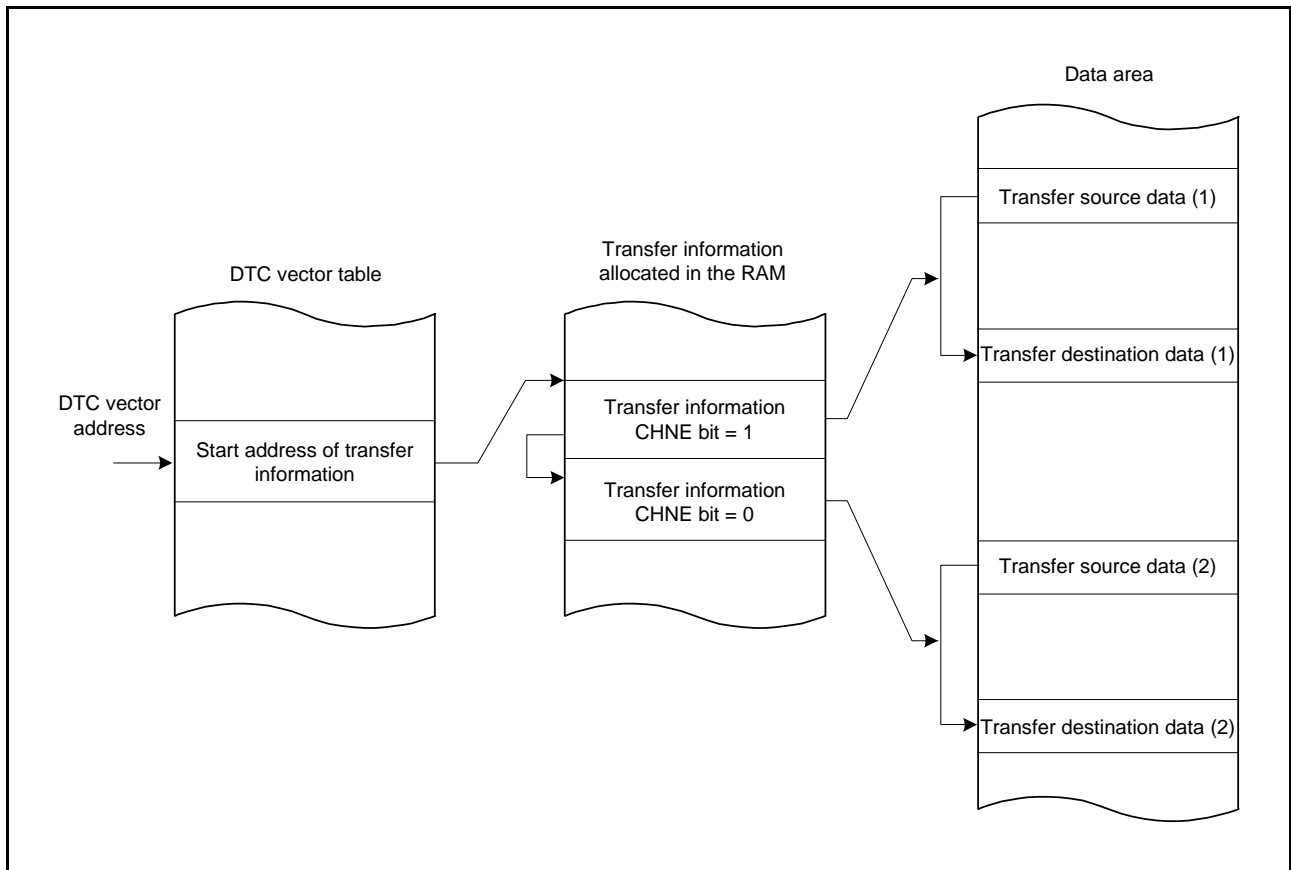 Data area
Transfer source data (1)
Transfer information
allocated in the RAM
DTC vector table
Transfer destination data (1)
DTC vector
address
Transfer information
CHNE bit = 1
Start address of transfer
information
Transfer information
CHNE bit = 0
Transfer source data (2)
Transfer destination data (2)